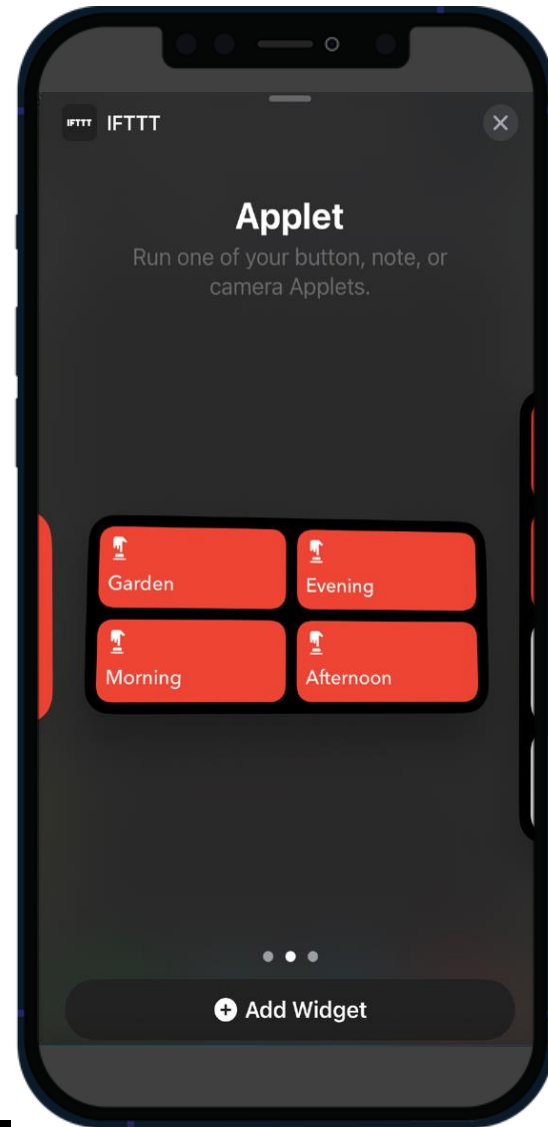 IFTTT IFTTT
Applet
Run one of your button, note, or
camera Applets.
Garden
Evening
Morning
Afternoon
Add Widget